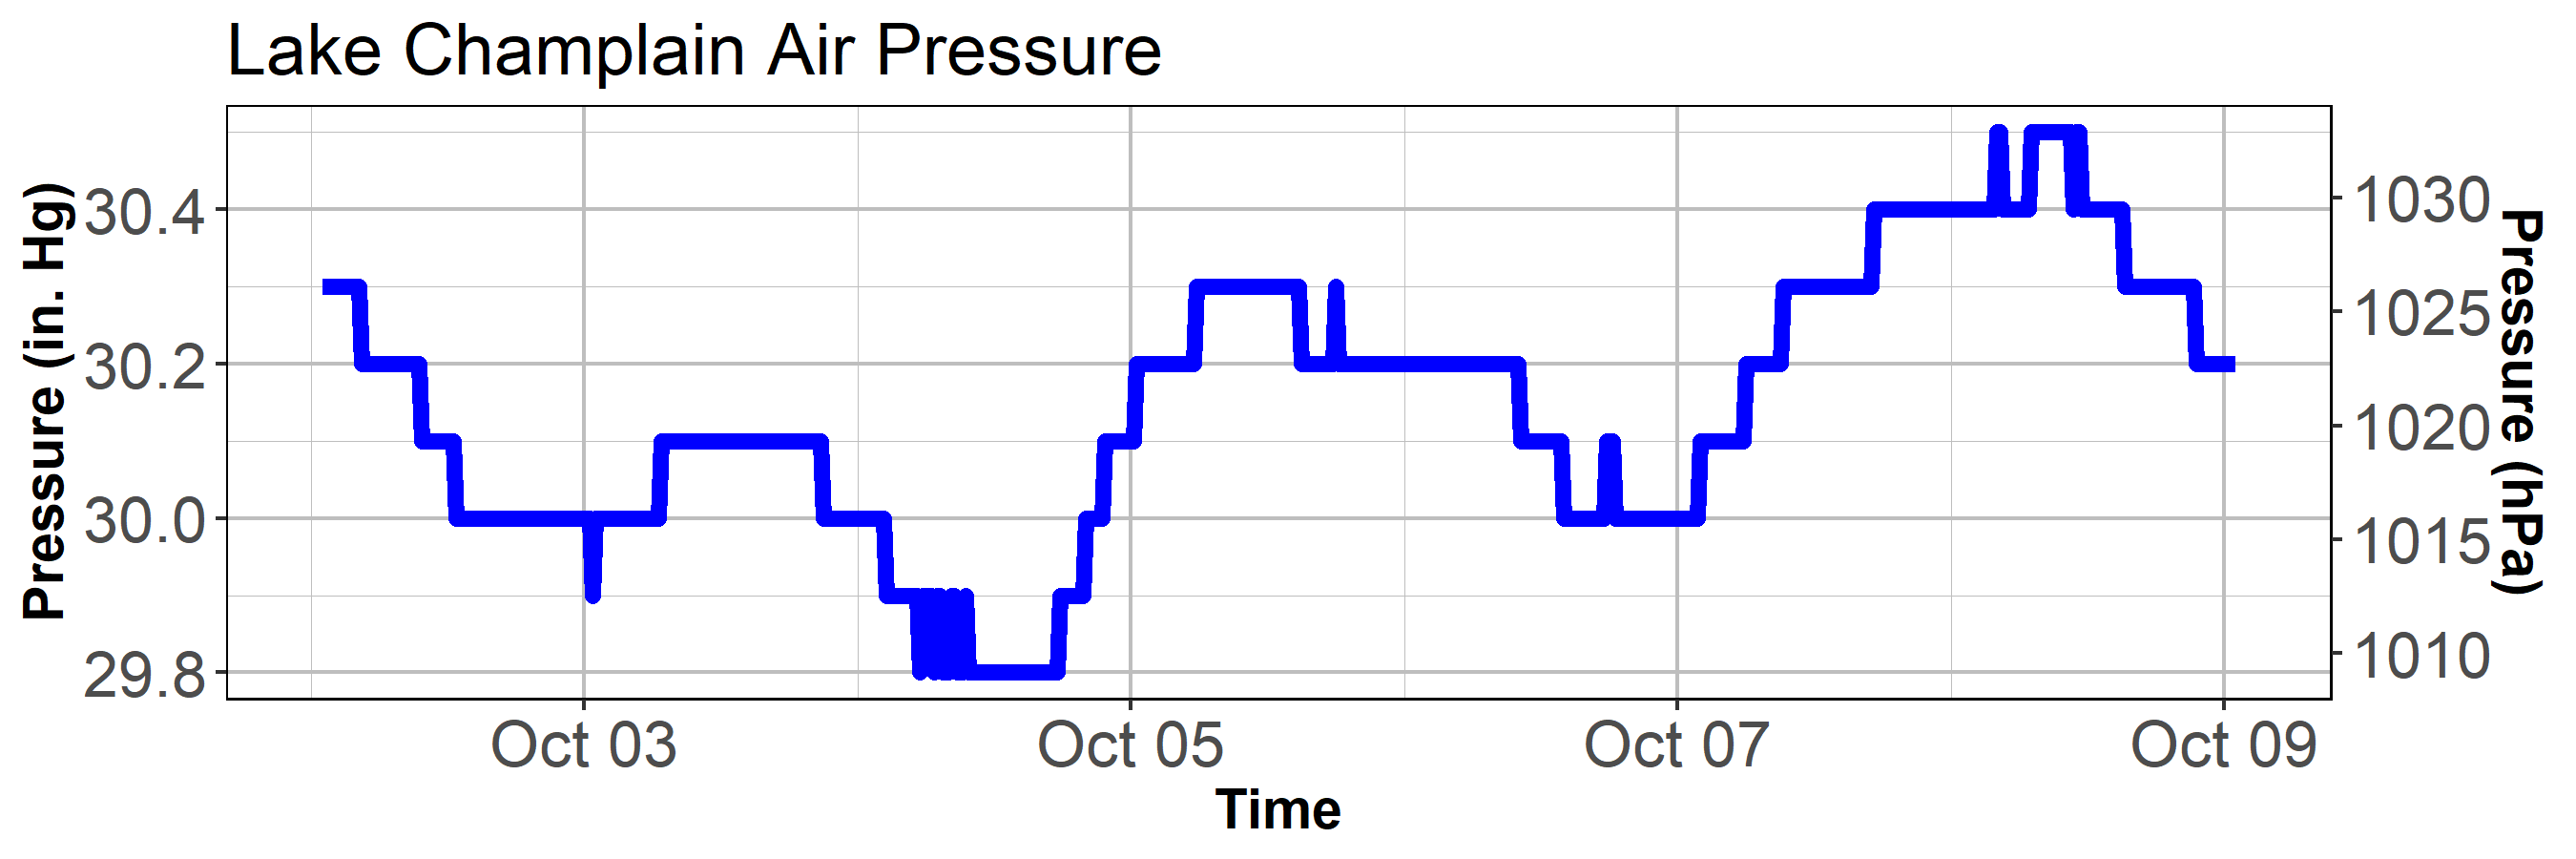 Lake Champlain Air Pressure
Pressure (in. Hg)
30.4
30.2
30.0
29.8
1030
1025
1020
1015
1010
Pressure (hPa)
Oct 03 Oct 05 Oct 07 Oct 09
Time